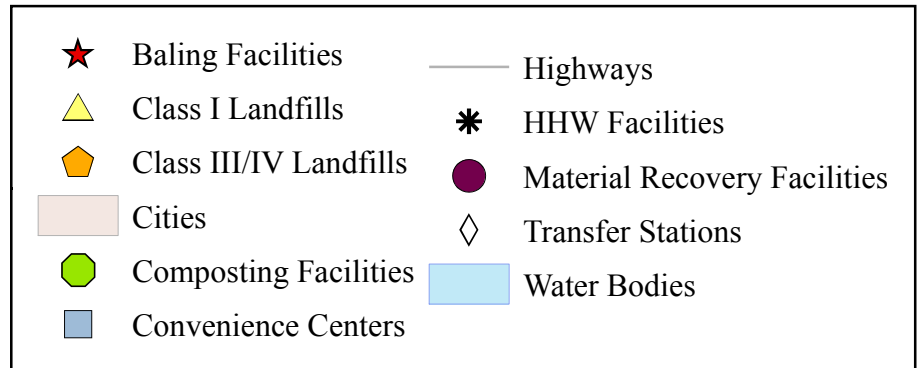 Baling Facilities
Class I Landfills
Class III/IV Landfills
Cities
Composting Facilities
Convenience Centers
Highways
HHW Facilities
Material Recovery Facilities
Transfer Stations
Water Bodies